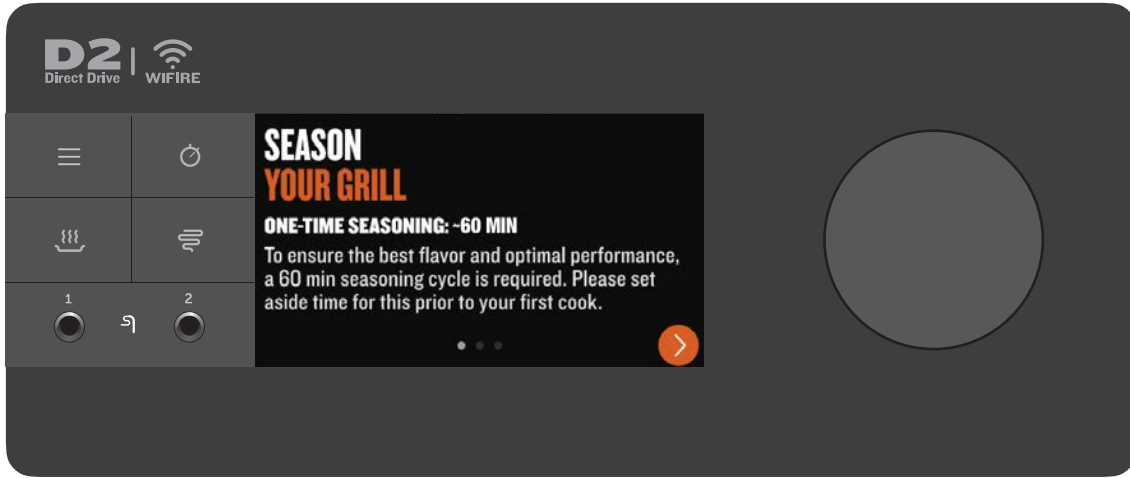 D2
Direct Drive
WIFIRE
SEASON
YOUR GRILL
ONE-TIME SEASONING: ~60 MIN
To ensure the best flavor and optimal performance,
a 60 min seasoning cycle is required. Please set
aside time for this prior to your first cook.
1
2